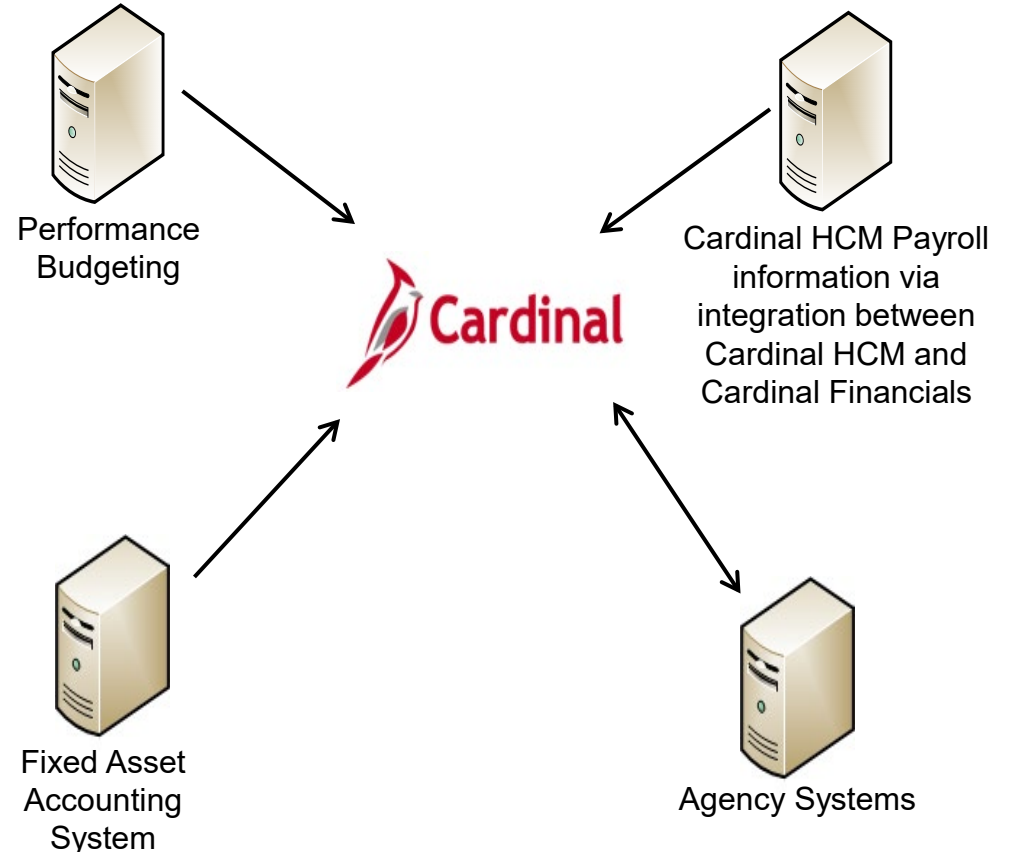 Performance
Budgeting
Cardinal HCM Payroll
information via
integration between
Cardinal HCM and
Cardinal Financials
Cardinal
Fixed Asset
Accounting
System
Agency Systems